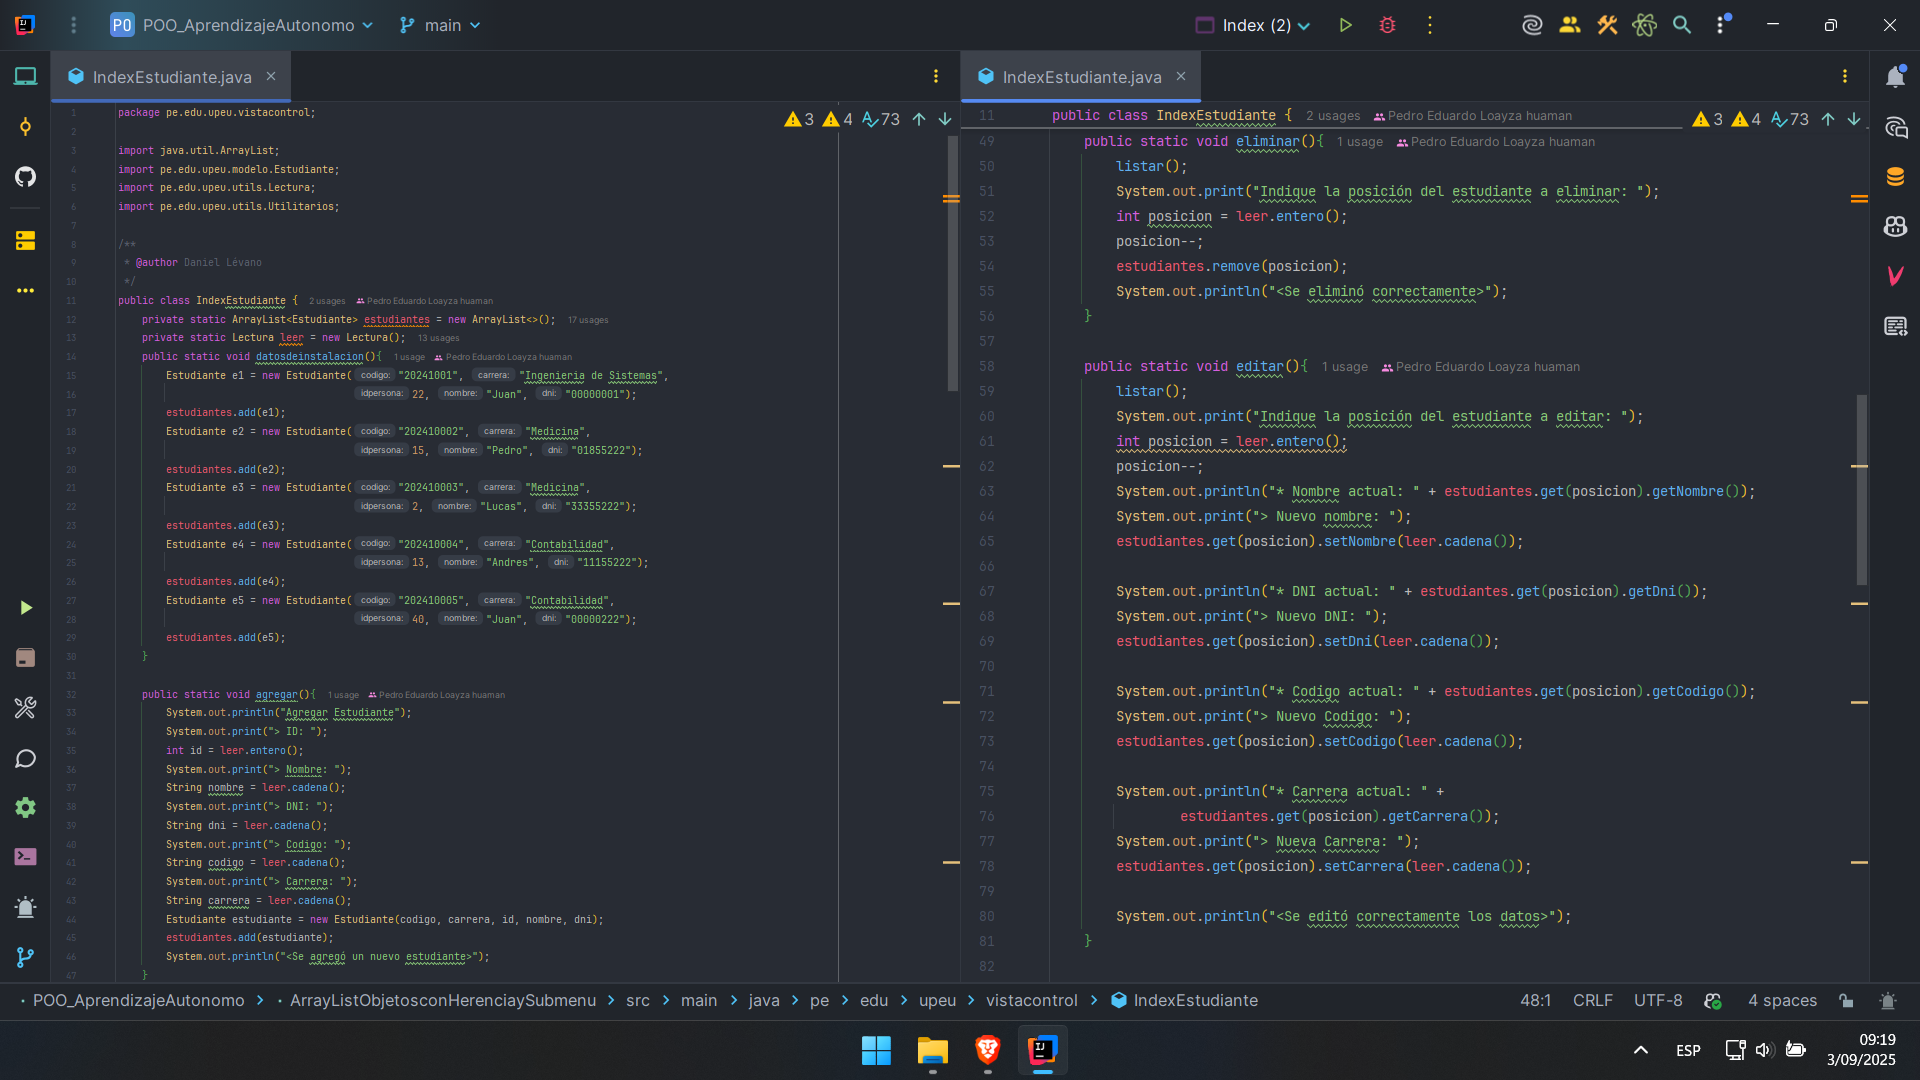 PO POO_AprendizajeAutonomo main Index (2)
IndexEstudiante.java
3 4 73
1 package pe.edu.upeu.vistacontrol;
2
3 import java.util.ArrayList;
4 import pe.edu.upeu.modelo.Estudiante;
5 import pe.edu.upeu.utils.Lectura;
6 import pe.edu.upeu.utils.Utilitarios;
7
8 /**
9 * @author Daniel Lévano
10 */
11 public class IndexEstudiante { 2 usages Pedro Eduardo Loayza huaman
12 private static ArrayList<Estudiante> estudiantes = new ArrayList<>(); 17 usages
13 private static Lectura leer = new Lectura(); 13 usages
14 public static void datosdeinstalacion(){ 1 usage Pedro Eduardo Loayza huaman
15 Estudiante e1 = new Estudiante( codigo: "20241001", carrera: "Ingenieria de Sistemas",
16 idpersona: 22, nombre: "Juan", dni: "00000001");
17 estudiantes.add(e1);
18 Estudiante e2 = new Estudiante( codigo: "202410002", carrera: "Medicina",
19 idpersona: 15, nombre: "Pedro", dni: "01855222");
20 estudiantes.add(e2);
21 Estudiante e3 = new Estudiante( codigo: "202410003", carrera: "Medicina",
22 idpersona: 2, nombre: "Lucas", dni: "33355222");
23 estudiantes.add(e3);
24 Estudiante e4 = new Estudiante( codigo: "202410004", carrera: "Contabilidad",
25 idpersona: 13, nombre: "Andres", dni: "11155222");
26 estudiantes.add(e4);
27 Estudiante e5 = new Estudiante( codigo: "202410005", carrera: "Contabilidad",
28 idpersona: 40, nombre: "Juan", dni: "00000222");
29 estudiantes.add(e5);
30 }
31
32 public static void agregar(){ 1 usage Pedro Eduardo Loayza huaman
33 System.out.println("Agregar Estudiante");
34 System.out.print("> ID: ");
35 int id = leer.entero();
36 System.out.print("> Nombre: ");
37 String nombre = leer.cadena();
38 System.out.print("> DNI: ");
39 String dni = leer.cadena();
40 System.out.print("> Codigo: ");
41 String codigo = leer.cadena();
42 System.out.print("> Carrera: ");
43 String carrera = leer.cadena();
44 Estudiante estudiante = new Estudiante(codigo, carrera, id, nombre, dni);
45 estudiantes.add(estudiante);
46 System.out.println("<Se agregó un nuevo estudiante>");
47 }
IndexEstudiante.java
11 public class IndexEstudiante { 2 usages Pedro Eduardo Loayza huaman 3 4 73
49 public static void eliminar(){ 1 usage Pedro Eduardo Loayza huaman
50 listar();
51 System.out.print("Indique la posición del estudiante a eliminar: ");
52 int posicion = leer.entero();
53 posicion--;
54 estudiantes.remove(posicion);
55 System.out.println("<Se eliminó correctamente>");
56 }
57
58 public static void editar(){ 1 usage Pedro Eduardo Loayza huaman
59 listar();
60 System.out.print("Indique la posición del estudiante a editar: ");
61 int posicion = leer.entero();
62 posicion--;
63 System.out.println("* Nombre actual: " + estudiantes.get(posicion).getNombre());
64 System.out.print("> Nuevo nombre: ");
65 estudiantes.get(posicion).setNombre(leer.cadena());
66
67 System.out.println("* DNI actual: " + estudiantes.get(posicion).getDni());
68 System.out.print("> Nuevo DNI: ");
69 estudiantes.get(posicion).setDni(leer.cadena());
70
71 System.out.println("* Codigo actual: " + estudiantes.get(posicion).getCodigo());
72 System.out.print("> Nuevo Codigo: ");
73 estudiantes.get(posicion).setCodigo(leer.cadena());
74
75 System.out.println("* Carrera actual: " +
76 estudiantes.get(posicion).getCarrera());
77 System.out.print("> Nueva Carrera: ");
78 estudiantes.get(posicion).setCarrera(leer.cadena());
79
80 System.out.println("<Se editó correctamente los datos>");
81 }
82
POO_AprendizajeAutonomo > ArrayListObjetosconHerenciaySubmenu > src > main > java > pe > edu > upeu > vistacontrol > IndexEstudiante 48:1 CRLF UTF-8 4 spaces
ESP 09:19
3/09/2025